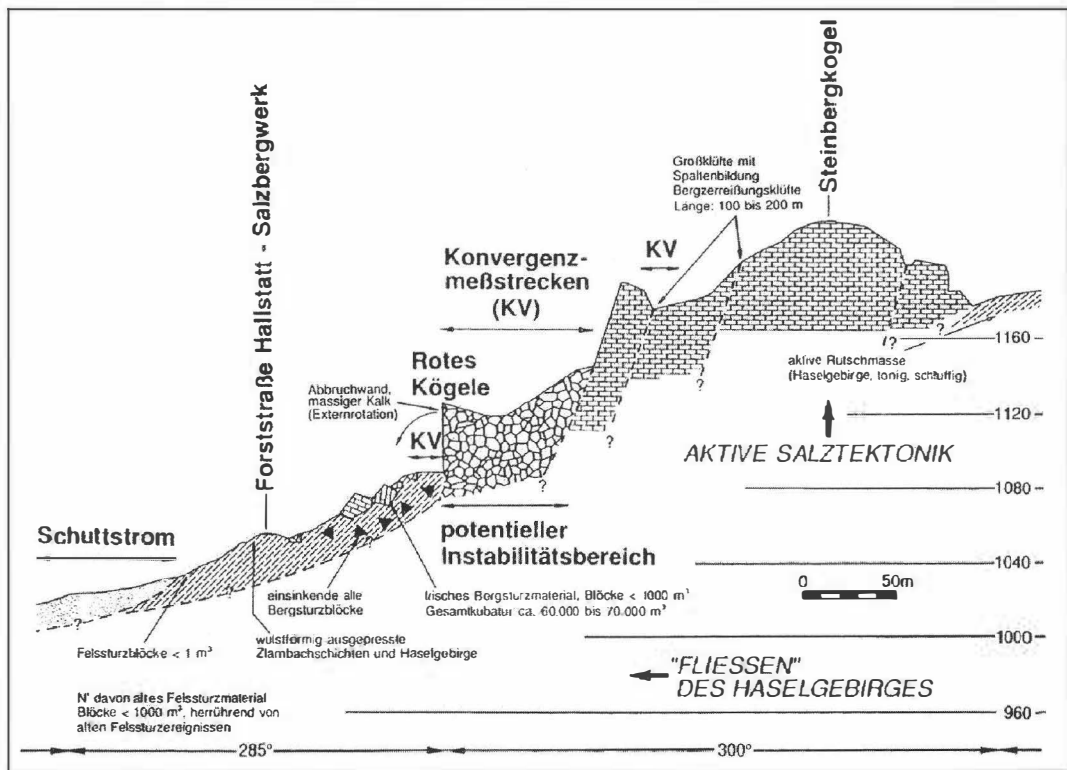 Forststraße Hallstatt - Salzbergwerk
Steinbergkogel
Großklüfte mit
Spaltenbildung
Bergzerreißungsklüfte
Länge: 100 bis 200 m
KV
Konvergenz-
meßstrecken
(KV)
Rotes
Kögele
Abbruchwand,
massiger Kalk
(Externrotation)
KV
?
?
?
?
?
1160
aktive Rutschmasse
(Haselgebirge, tonig, schuffig)
1120
AKTIVE SALZTEKTONIK
1080
potentieller
Instabilitätsbereich
Schuttstrom
1040
0 50m
einsinkende alte
Bergsturzblöcke
frisches Bergsturzmaterial, Blöcke < 1000 m³
Gesamtkubatur ca. 60.000 bis 70.000 m³
?
?
?
Felssturzblöcke < 1 m³
wulstförmig ausgepresste
Zlambachschichten und Haselgebirge
1000
"FLIESSEN"
DES HASELGEBIRGES
N' davon altes Felssturzmaterial
Blöcke < 1000 m³, herrührend von
alten Felssturzereignissen
960
285° 300°